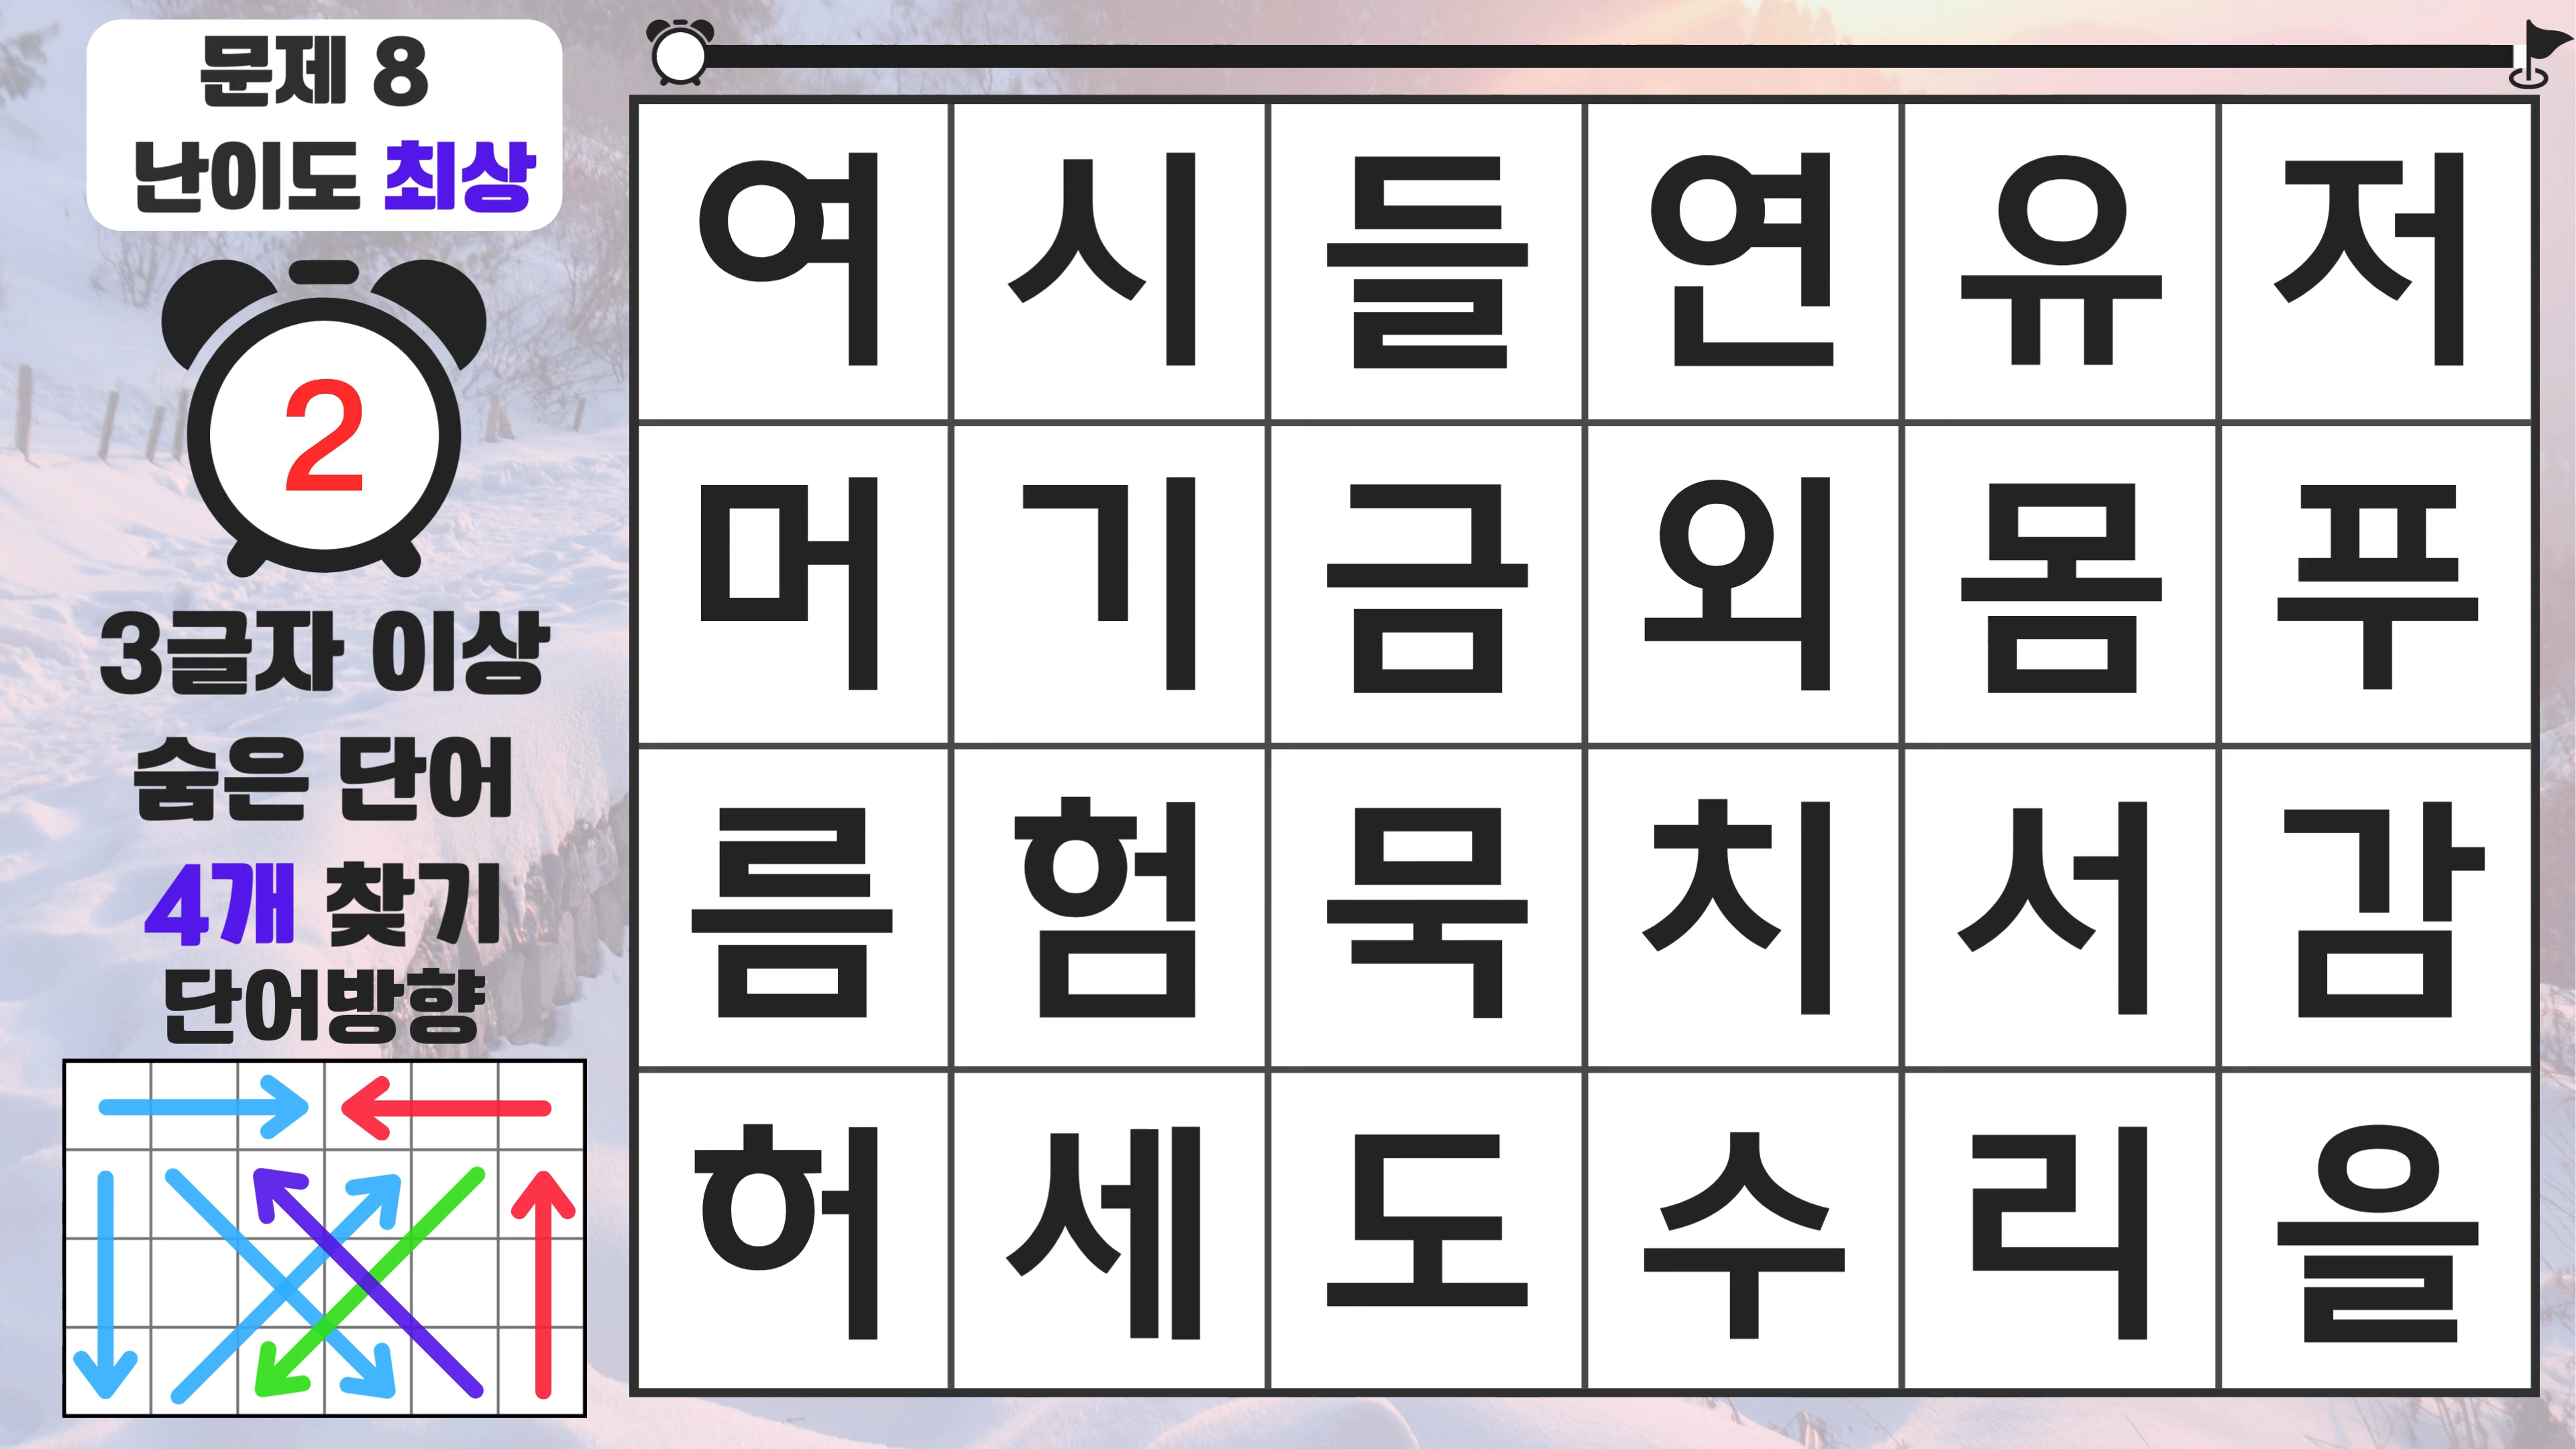 문제 8
난이도 최상
2
3글자 이상
숨은 단어
4개 찾기
단어방향
여 시 들 연 유 저
머 기 금 외 몸 푸
름 험 묵 치 서 감
허 세 도 수 리 을